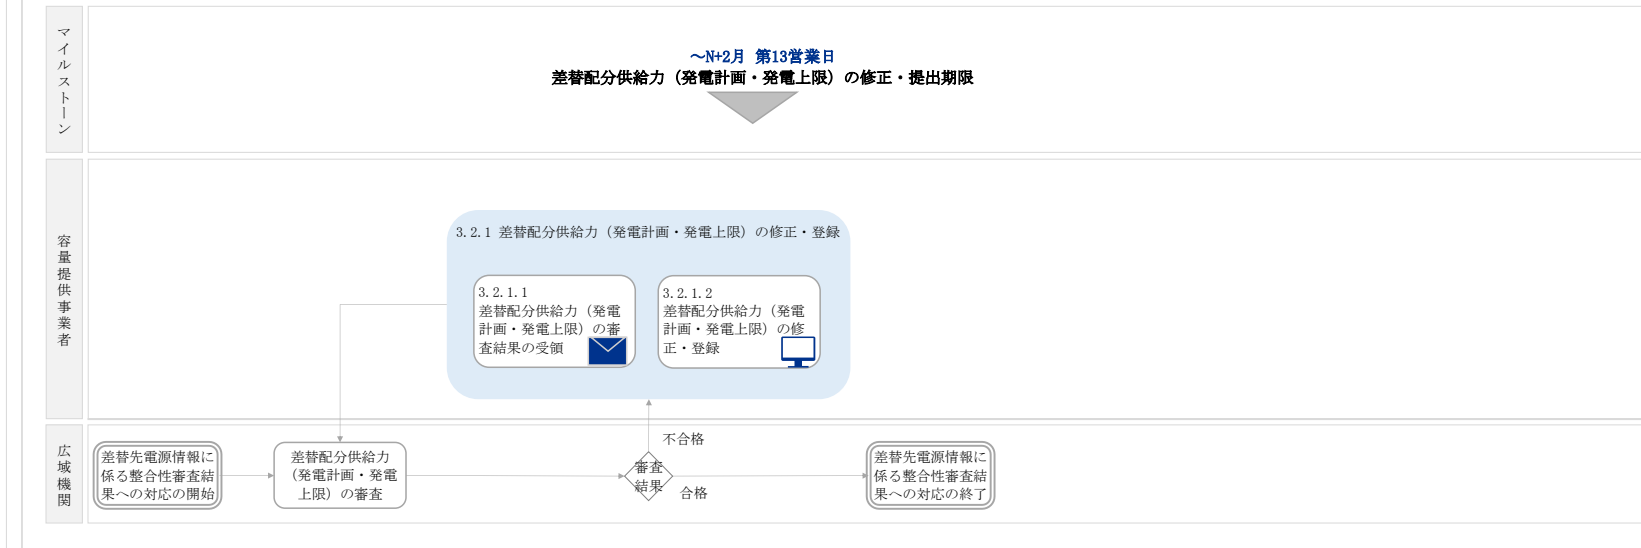 マイルストーン
～N+2月 第13営業日
差替配分供給力（発電計画・発電上限）の修正・提出期限
容量提供事業者
3.2.1 差替配分供給力（発電計画・発電上限）の修正・登録
3.2.1.1
差替配分供給力（発電
計画・発電上限）の審
査結果の受領
3.2.1.2
差替配分供給力（発電
計画・発電上限）の修
正・登録
広域機関
差替先電源情報に
係る整合性審査結
果への対応の開始
差替配分供給力
（発電計画・発電
上限）の審査
審査
結果
不合格
合格
差替先電源情報に
係る整合性審査結
果への対応の終了